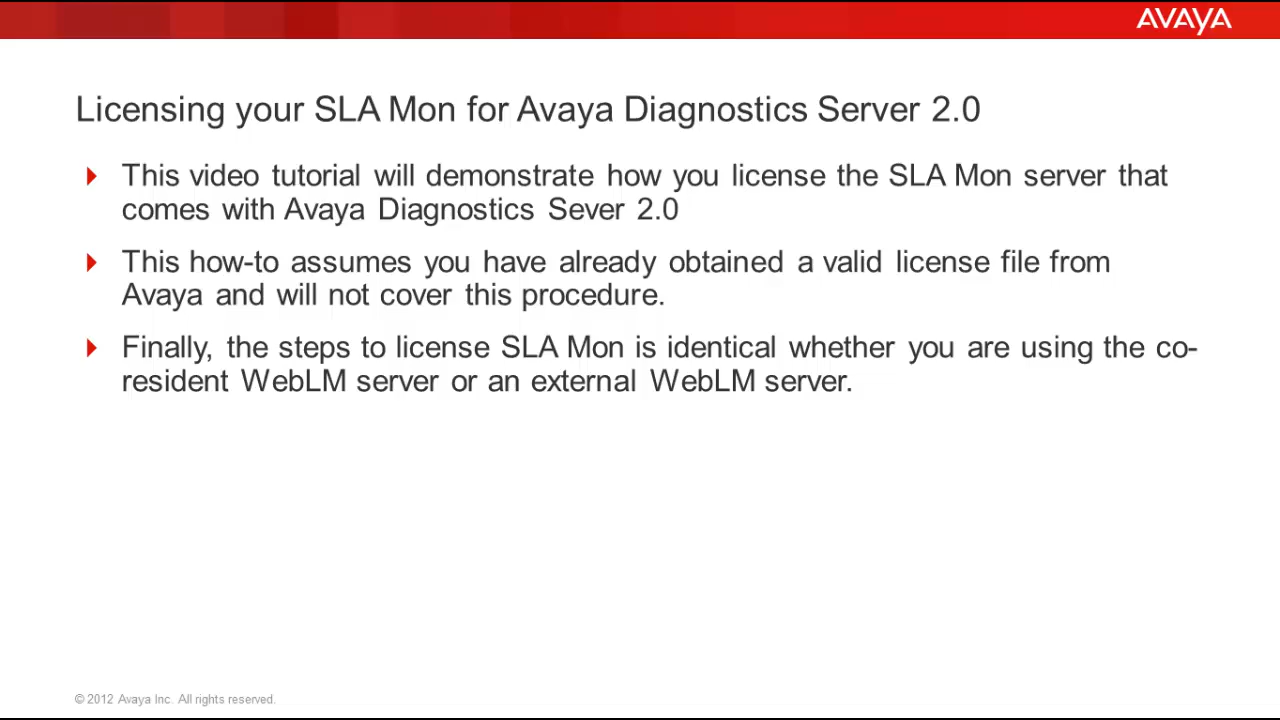 AVAYA
Licensing your SLA Mon for Avaya Diagnostics Server 2.0
This video tutorial will demonstrate how you license the SLA Mon server that
comes with Avaya Diagnostics Sever 2.0
This how-to assumes you have already obtained a valid license file from
Avaya and will not cover this procedure.
Finally, the steps to license SLA Mon is identical whether you are using the co-
resident WebLM server or an external WebLM server.
© 2012 Avaya Inc. All rights reserved.